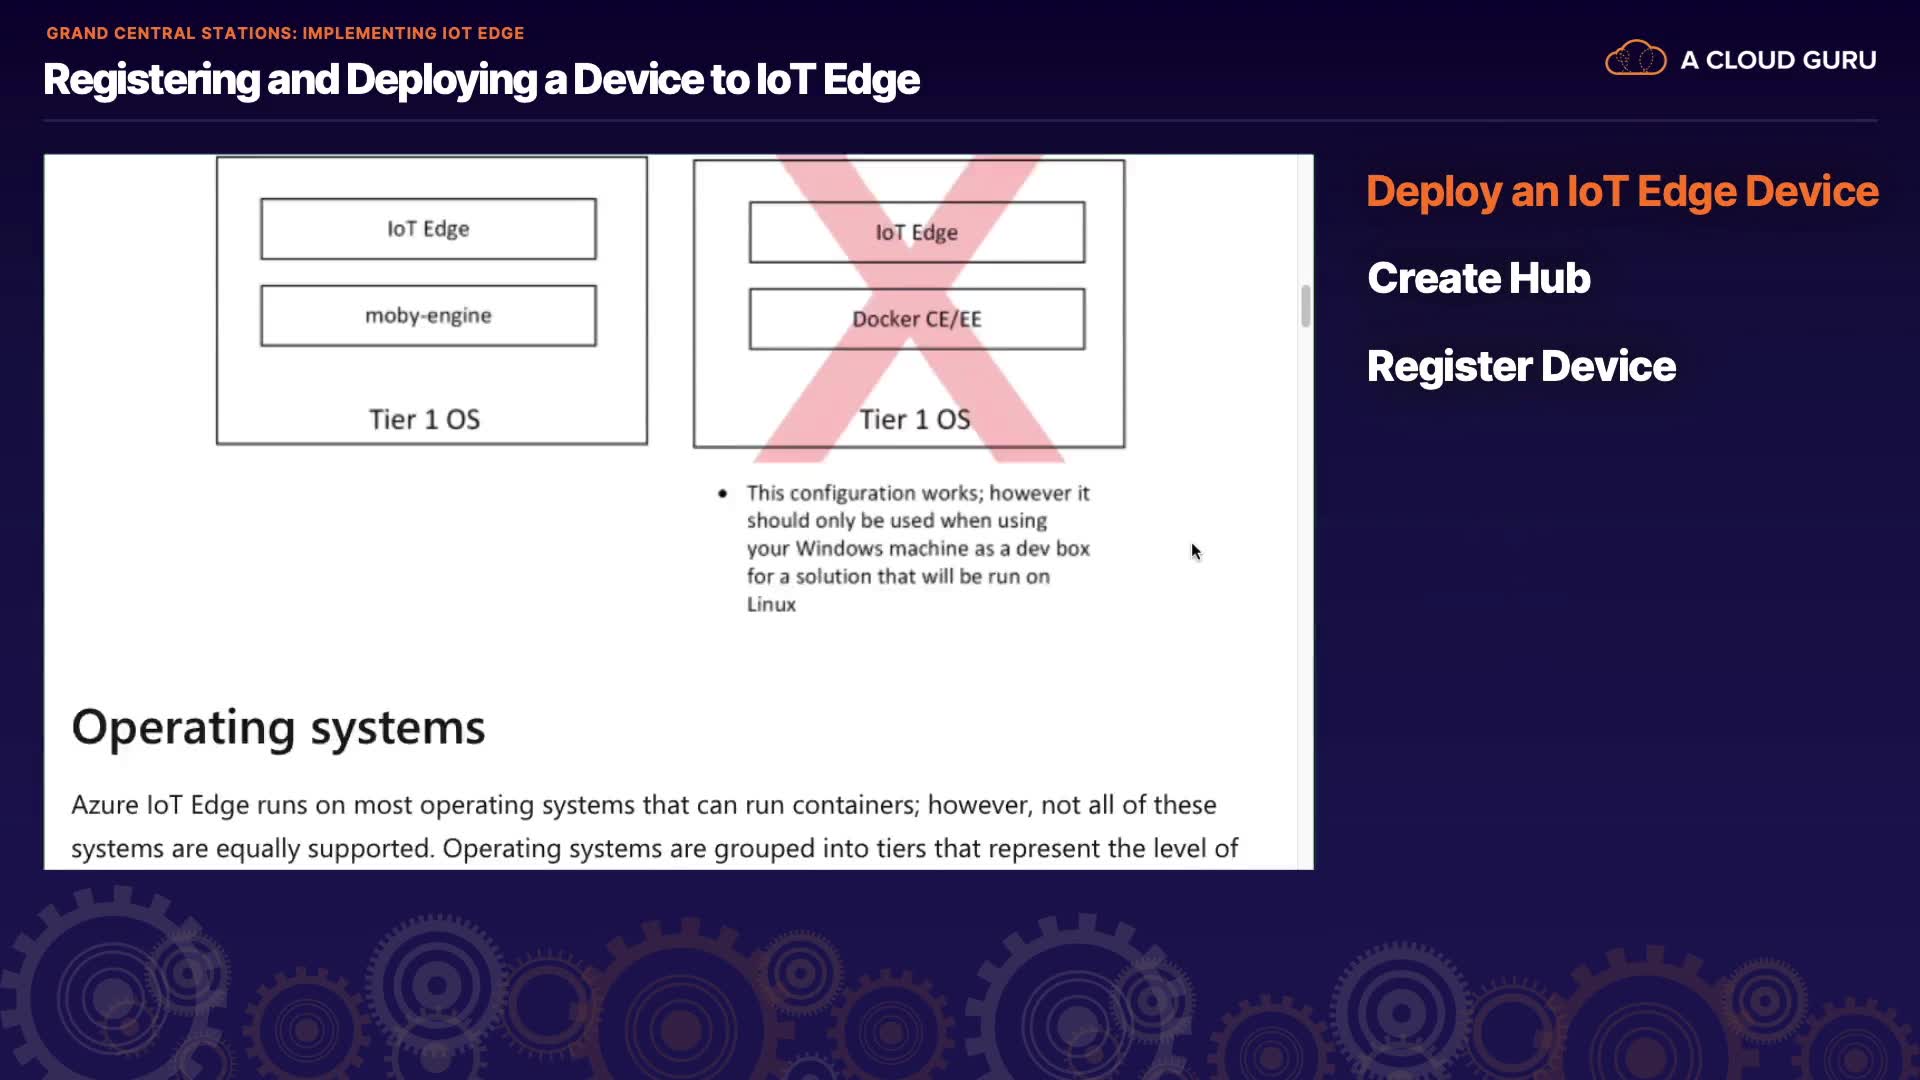 GRAND CENTRAL STATIONS: IMPLEMENTING IOT EDGE
Registering and Deploying a Device to IoT Edge
A CLOUD GURU
IoT Edge
moby-engine
Tier 1 OS
IoT Edge
Docker CE/EE
Tier 1 OS
• This configuration works; however it
should only be used when using
your Windows machine as a dev box
for a solution that will be run on
Linux
Operating systems
Azure IoT Edge runs on most operating systems that can run containers; however, not all of these
systems are equally supported. Operating systems are grouped into tiers that represent the level of
Deploy an IoT Edge Device
Create Hub
Register Device